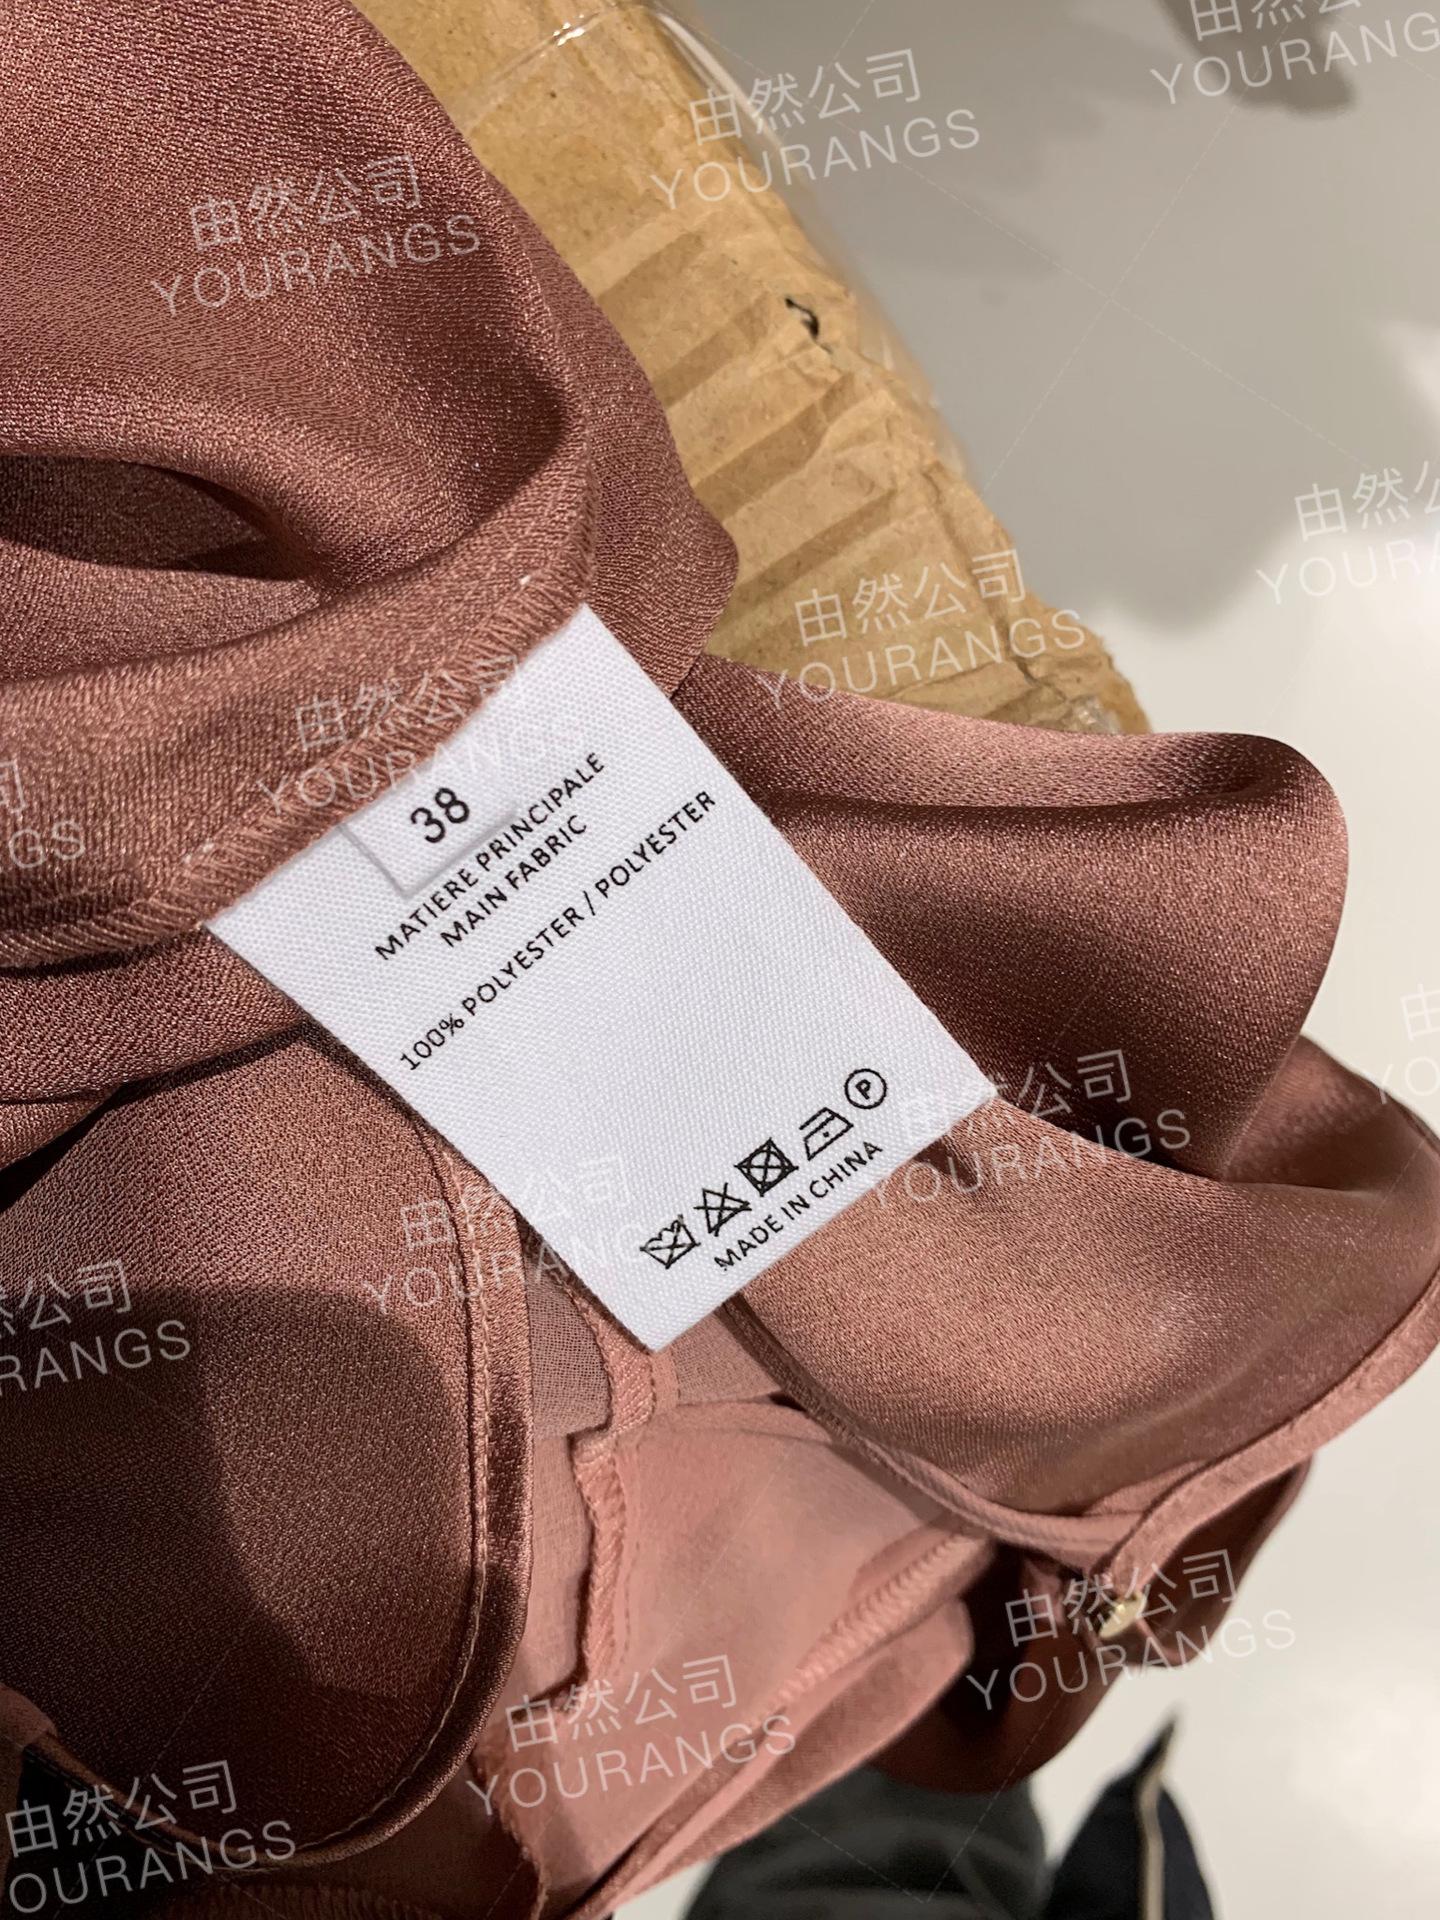 由然公司
YOURANGS
38
MATIERE PRINCIPALE
MAIN FABRIC
100% POLYESTER / POLYESTER
P
MADE IN CHINA